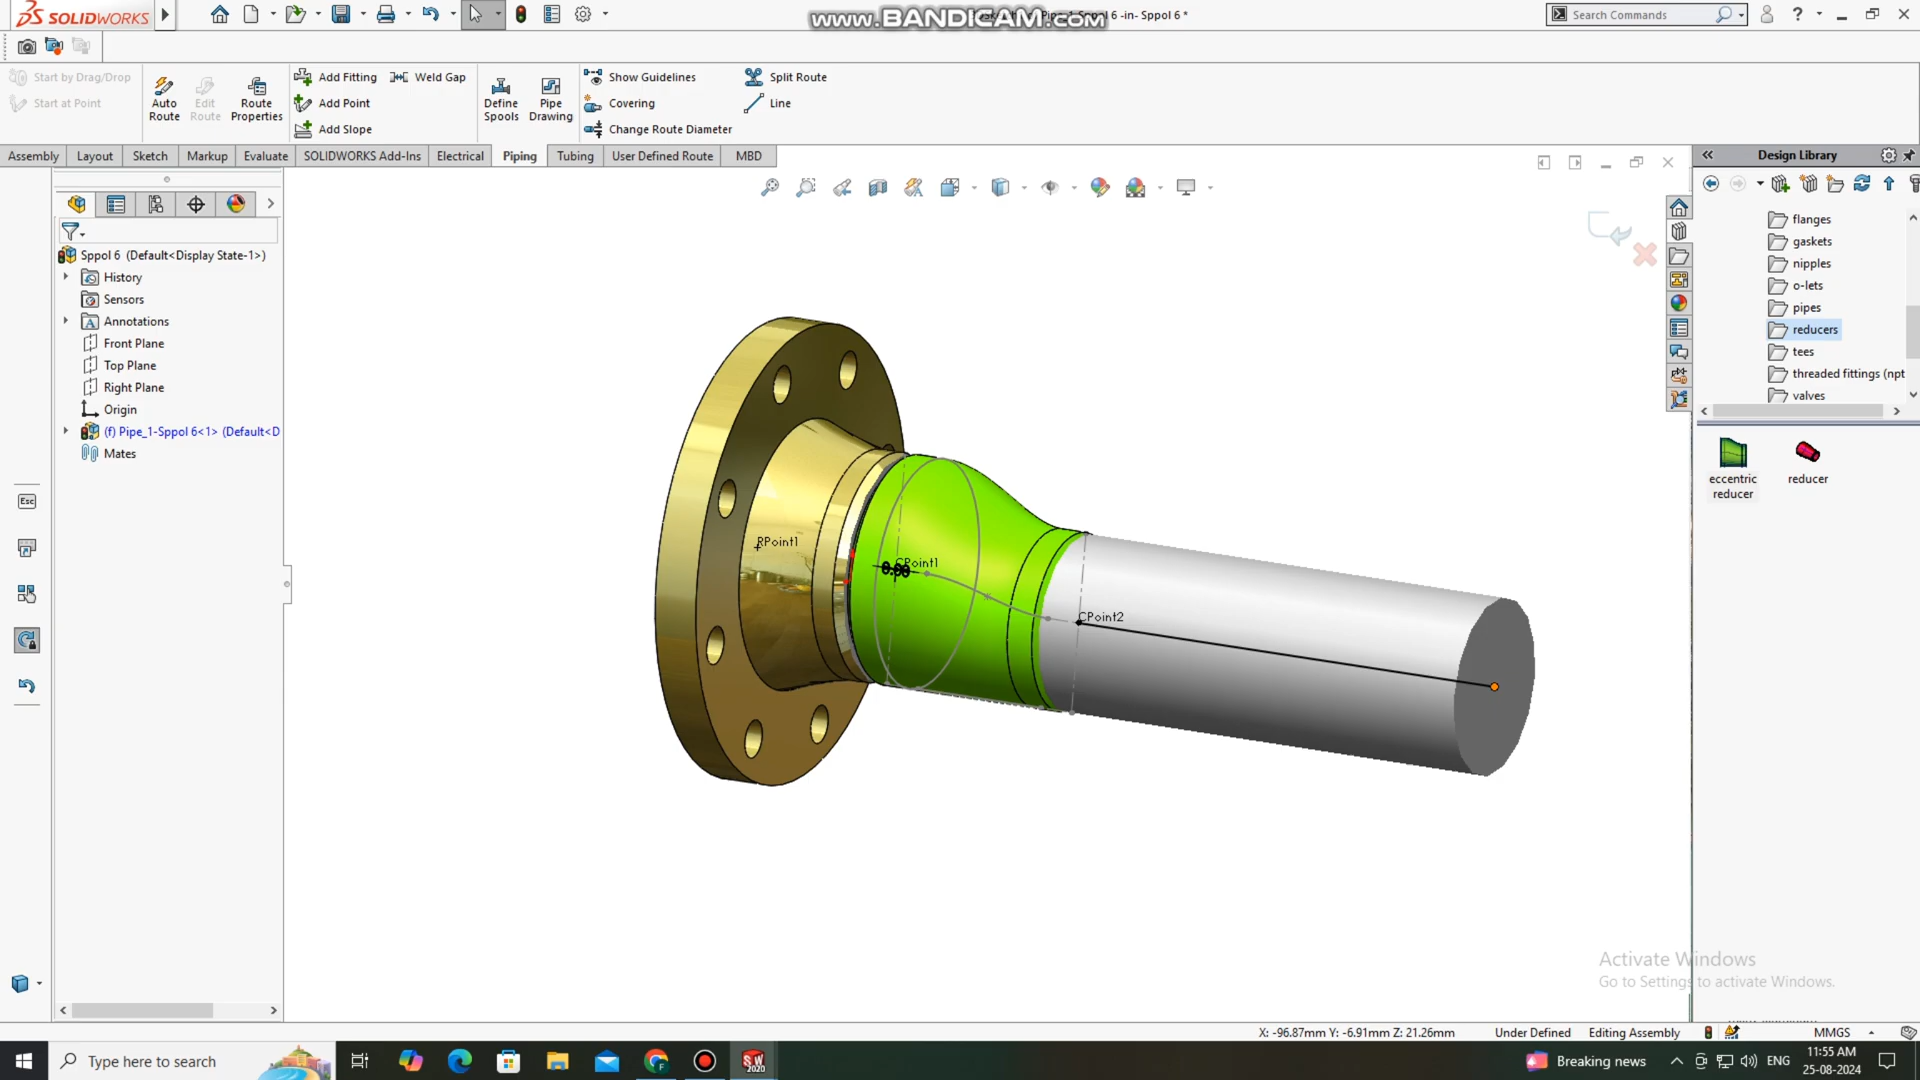 SOLIDWORKS
www.BANDICAM.com
Sppol 6 -in- Sppol 6 *
Search Commands
Start by Drag/Drop
Start at Point
Auto Route
Edit Route
Route Properties
Add Fitting
Weld Gap
Add Point
Add Slope
Define Spools
Pipe Drawing
Show Guidelines
Covering
Change Route Diameter
Split Route
Line
Assembly
Layout
Sketch
Markup
Evaluate
SOLIDWORKS Add-Ins
Electrical
Piping
Tubing
User Defined Route
MBD
Design Library
Sppol 6 (Default<Display State-1>)
History
Sensors
Annotations
Front Plane
Top Plane
Right Plane
Origin
(f) Pipe_1-Sppol 6<1> (Default<D
Mates
Esc
flanges
gaskets
nipples
o-lets
pipes
reducers
tees
threaded fittings (npt
valves
eccentric reducer
reducer
RPoint1
CPoint1
CPoint2
Activate Windows
Go to Settings to activate Windows.
X: -96.87mm Y: -6.91mm Z: 21.26mm
Under Defined
Editing Assembly
MMGS
Type here to search
SW
2020
Breaking news
ENG
11:55 AM
25-08-2024